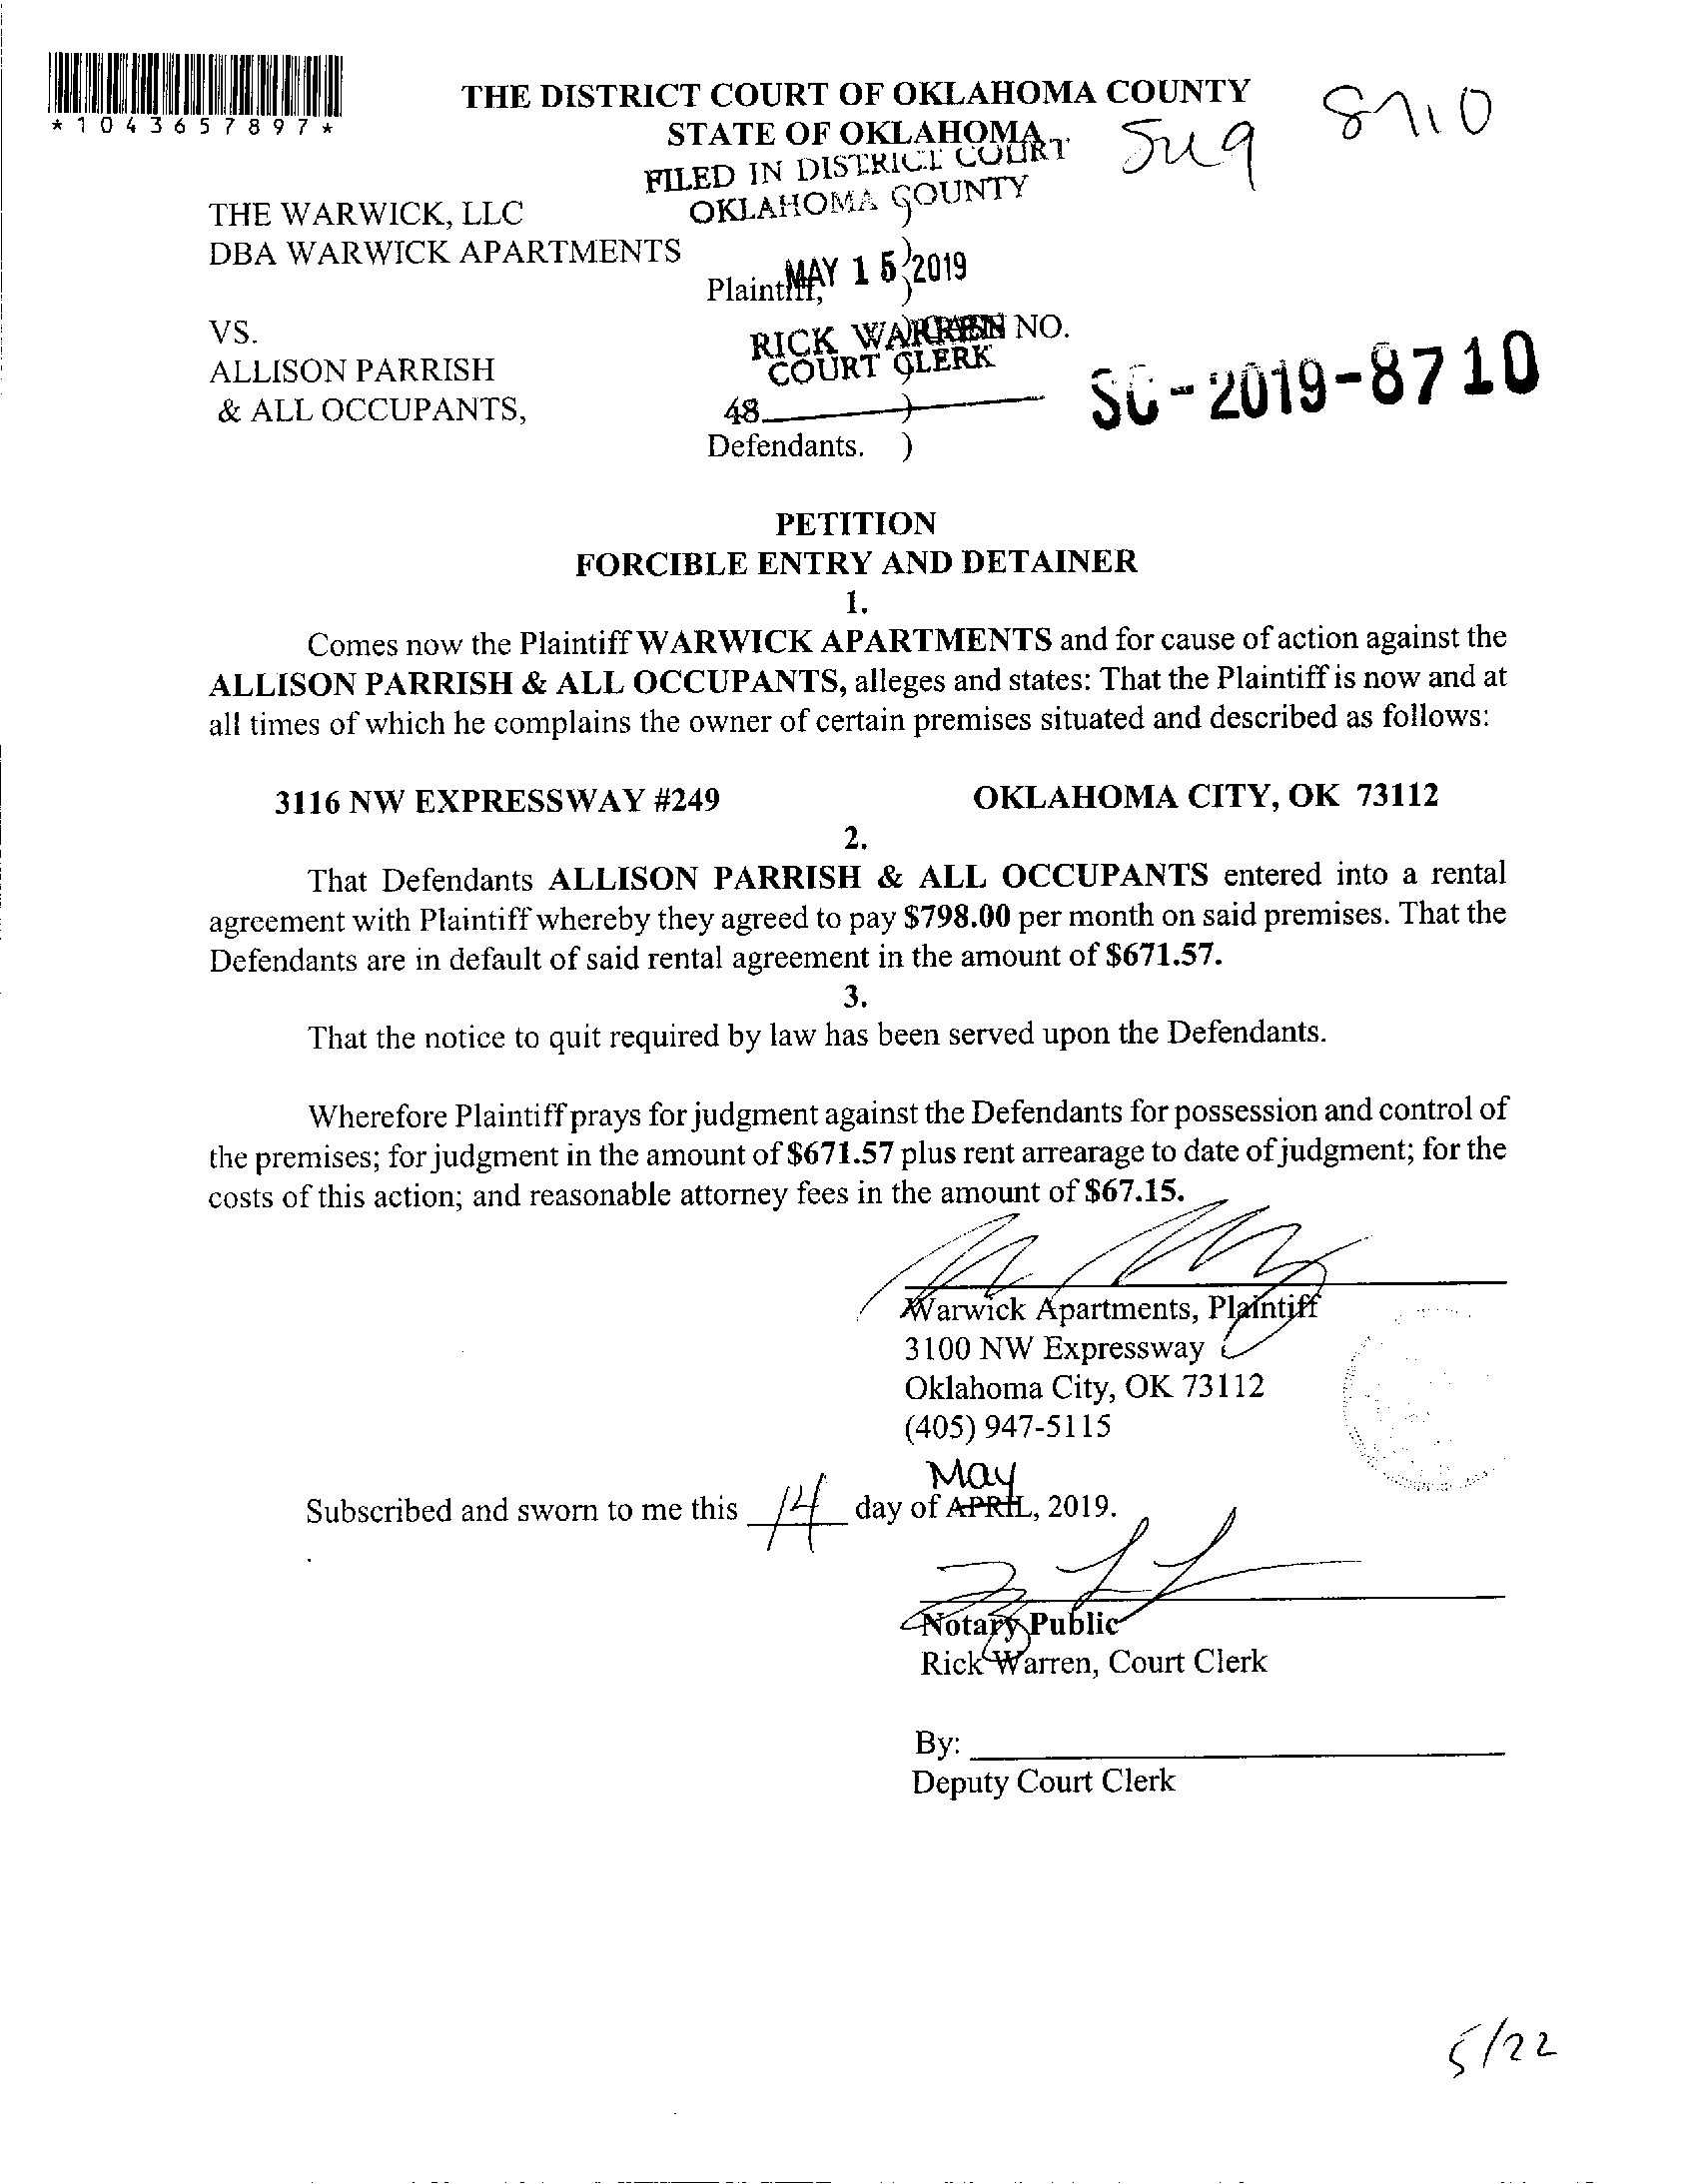 *1043657897*
THE DISTRICT COURT OF OKLAHOMA COUNTY
STATE OF OKLAHOMA
8710
FILED IN DISTRICT COURT
OKLAHOMA COUNTY
THE WARWICK, LLC
DBA WARWICK APARTMENTS )
Plaintiff, )
MAY 15 2019
VS. CASE NO.
RICK WARREN
COURT CLERK
SC-2019-8710
ALLISON PARRISH
& ALL OCCUPANTS, )
48
Defendants. )
PETITION
FORCIBLE ENTRY AND DETAINER
1.
Comes now the Plaintiff WARWICK APARTMENTS and for cause of action against the
ALLISON PARRISH & ALL OCCUPANTS, alleges and states: That the Plaintiff is now and at
all times of which he complains the owner of certain premises situated and described as follows:
3116 NW EXPRESSWAY #249 OKLAHOMA CITY, OK 73112
2.
That Defendants ALLISON PARRISH & ALL OCCUPANTS entered into a rental
agreement with Plaintiff whereby they agreed to pay $798.00 per month on said premises. That the
Defendants are in default of said rental agreement in the amount of $671.57.
3.
That the notice to quit required by law has been served upon the Defendants.
Wherefore Plaintiff prays for judgment against the Defendants for possession and control of
the premises; for judgment in the amount of $671.57 plus rent arrearage to date of judgment; for the
costs of this action; and reasonable attorney fees in the amount of $67.15.
Warwick Apartments, Plaintiff
3100 NW Expressway
Oklahoma City, OK 73112
(405) 947-5115
May
Subscribed and sworn to me this 14 day of APRIL, 2019.
Notary Public
Rick Warren, Court Clerk
By:
Deputy Court Clerk
5/22